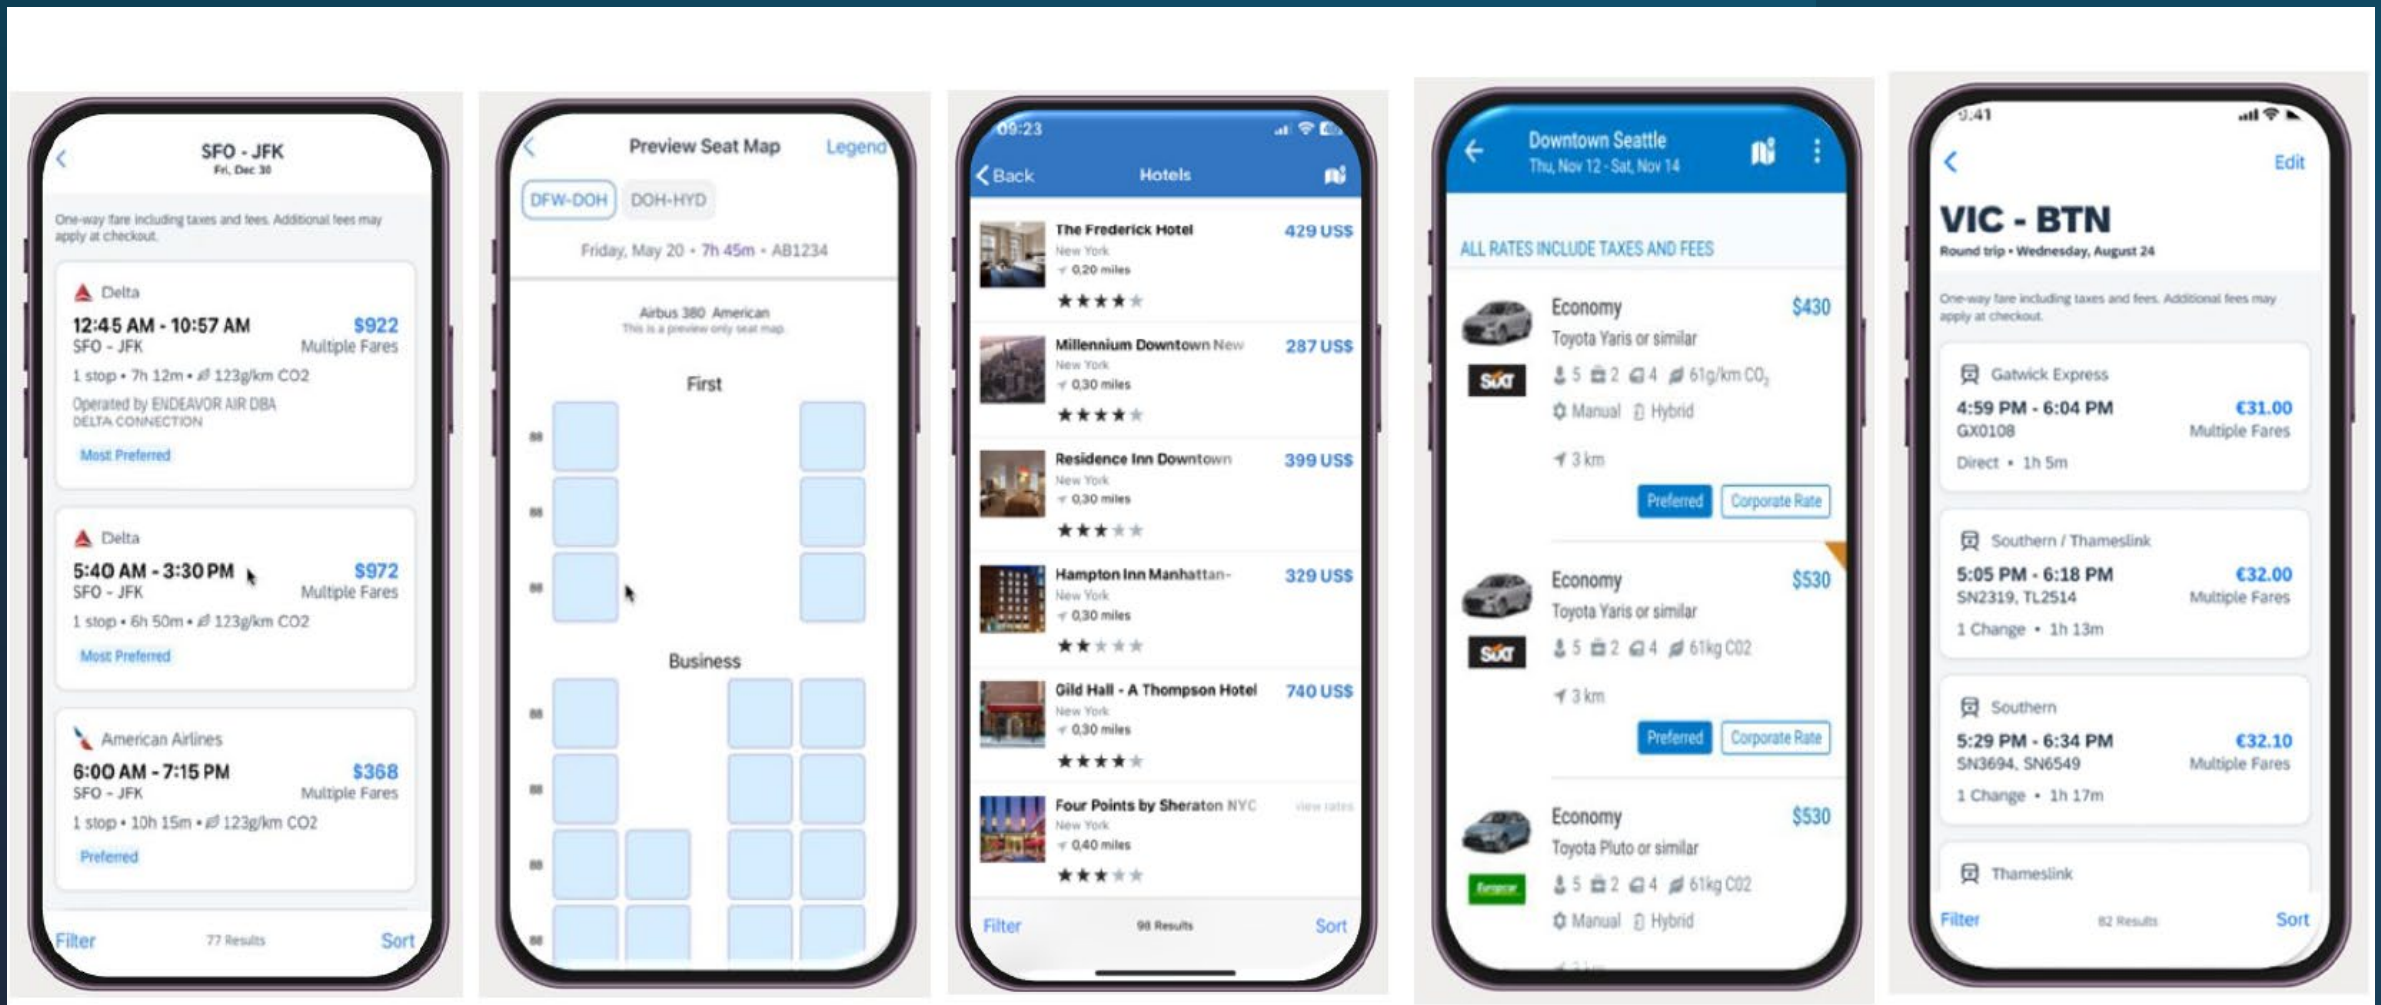 SFO - JFK
Fri, Dec 30
One-way fare including taxes and fees. Additional fees may
apply at checkout.
Delta
12:45 AM - 10:57 AM $922
SFO - JFK Multiple Fares
1 stop • 7h 12m • 123g/km CO2
Operated by ENDEAVOR AIR DBA
DELTA CONNECTION
Most Preferred
Delta
5:40 AM - 3:30 PM $972
SFO - JFK Multiple Fares
1 stop • 6h 50m • 123g/km CO2
Most Preferred
American Airlines
6:00 AM - 7:15 PM $368
SFO - JFK Multiple Fares
1 stop • 10h 15m • 123g/km CO2
Preferred
Filter 77 Results Sort
Preview Seat Map Legend
DFW-DOH DOH-HYD
Friday, May 20 • 7h 45m • AB1234
Airbus 380 American
This is a preview only seat map.
First
88
88
88
Business
88
88
88
88
09:23
Back Hotels
The Frederick Hotel 429 US$
New York
0,20 miles
Millennium Downtown New 287 US$
New York
0,30 miles
Residence Inn Downtown 399 US$
New York
0,30 miles
Hampton Inn Manhattan- 329 US$
New York
0,30 miles
Gild Hall - A Thompson Hotel 740 US$
New York
0,30 miles
Four Points by Sheraton NYC view rates
New York
0,40 miles
Filter 98 Results Sort
Downtown Seattle
Thu, Nov 12 - Sat, Nov 14
ALL RATES INCLUDE TAXES AND FEES
Economy $430
Toyota Yaris or similar
SIXT 5 2 4 61g/km CO₂
Manual Hybrid
3 km
Preferred Corporate Rate
Economy $530
Toyota Yaris or similar
SIXT 5 2 4 61kg C02
3 km
Preferred Corporate Rate
Economy $530
Toyota Pluto or similar
Europcar 5 2 4 61kg C02
Manual Hybrid
9:41
Edit
VIC - BTN
Round trip • Wednesday, August 24
One-way fare including taxes and fees. Additional fees may
apply at checkout.
Gatwick Express
4:59 PM - 6:04 PM €31.00
GX0108 Multiple Fares
Direct • 1h 5m
Southern / Thameslink
5:05 PM - 6:18 PM €32.00
SN2319, TL2514 Multiple Fares
1 Change • 1h 13m
Southern
5:29 PM - 6:34 PM €32.10
SN3694, SN6549 Multiple Fares
1 Change • 1h 17m
Thameslink
Filter 82 Results Sort